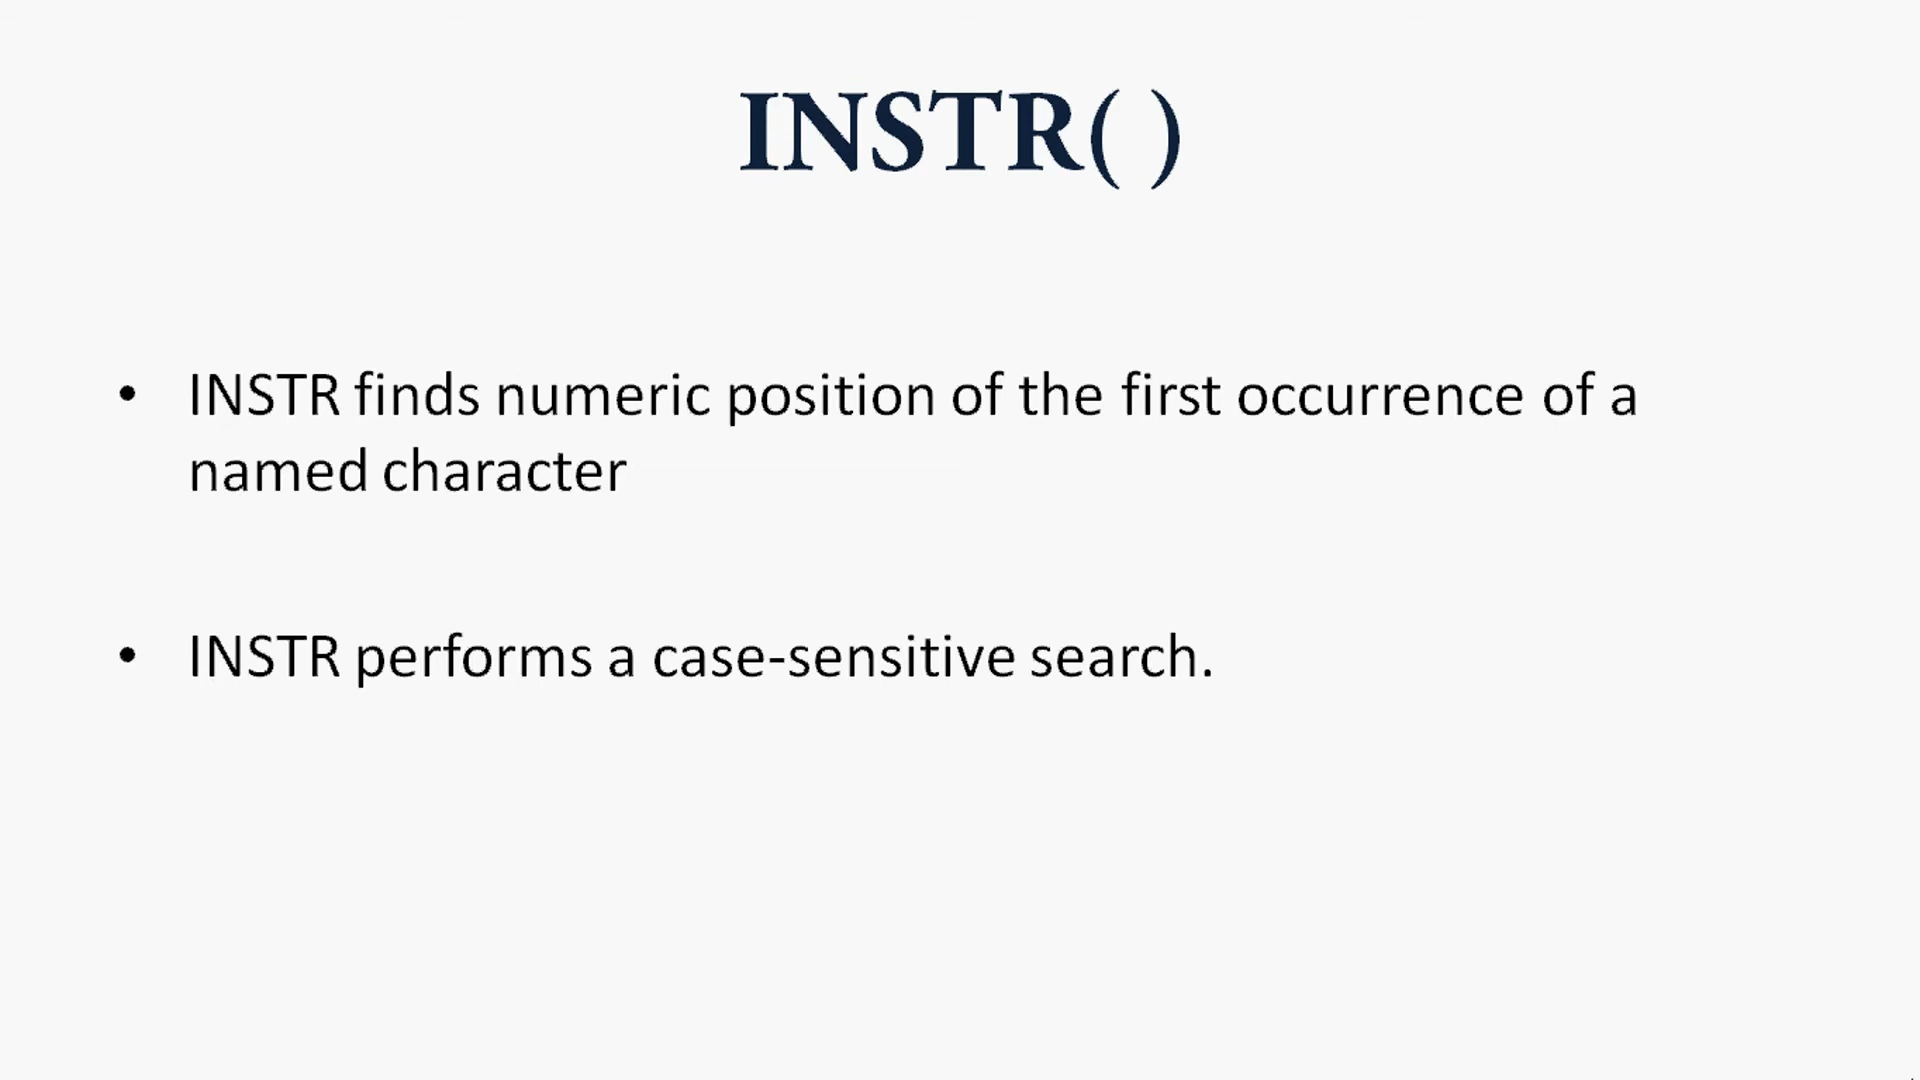 INSTR( )
• INSTR finds numeric position of the first occurrence of a
named character
• INSTR performs a case-sensitive search.